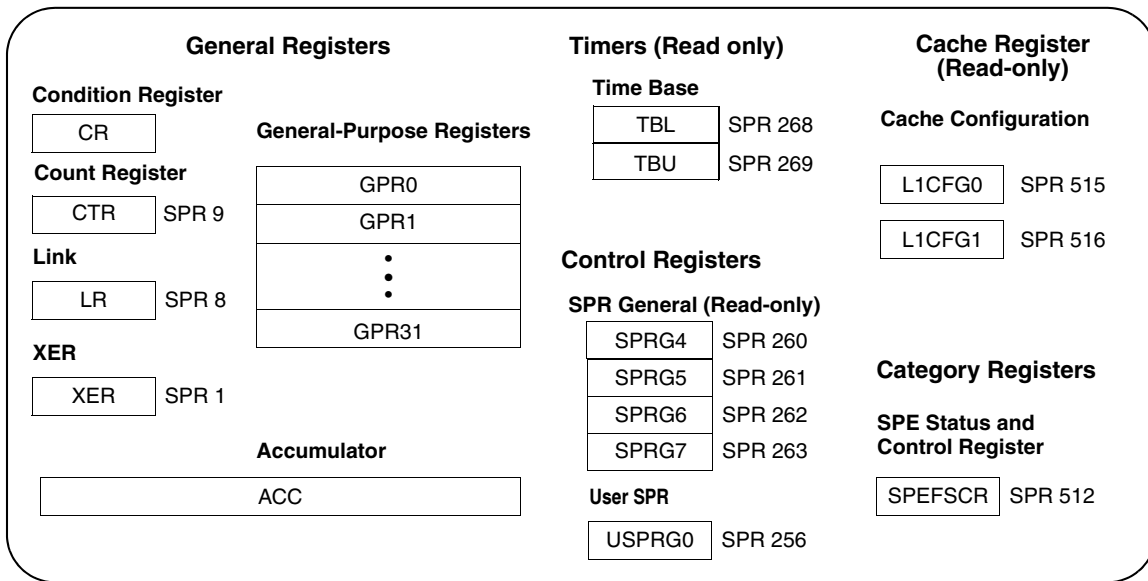 General Registers
Condition Register
CR
Count Register
CTR SPR 9
Link
LR SPR 8
XER
XER SPR 1
General-Purpose Registers
GPR0
GPR1
GPR31
Accumulator
ACC
Timers (Read only)
Time Base
TBL SPR 268
TBU SPR 269
Control Registers
SPR General (Read-only)
SPRG4 SPR 260
SPRG5 SPR 261
SPRG6 SPR 262
SPRG7 SPR 263
User SPR
USPRG0 SPR 256
Cache Register
(Read-only)
Cache Configuration
L1CFG0 SPR 515
L1CFG1 SPR 516
Category Registers
SPE Status and
Control Register
SPEFSCR SPR 512